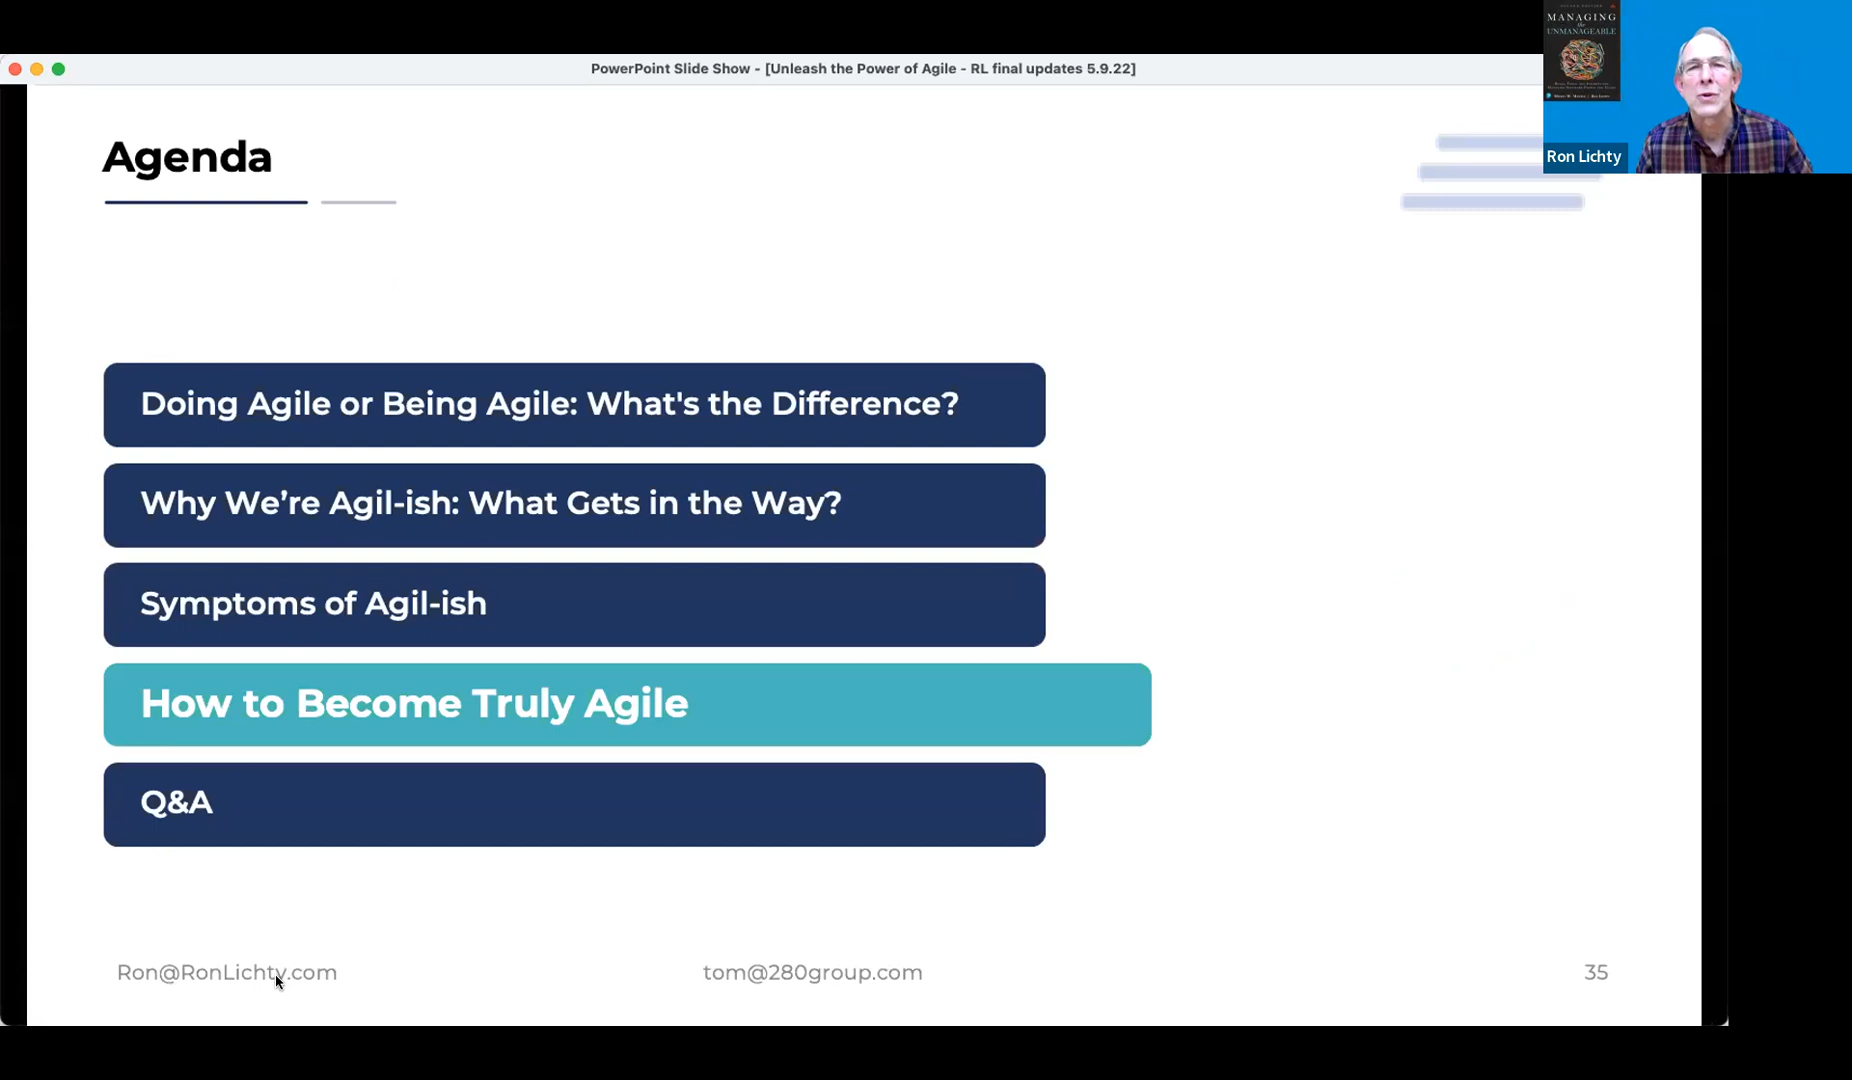 PowerPoint Slide Show - [Unleash the Power of Agile - RL final updates 5.9.22]
MANAGING
the
UNMANAGEABLE
Ron Lichty
Agenda
Doing Agile or Being Agile: What's the Difference?
Why We’re Agil-ish: What Gets in the Way?
Symptoms of Agil-ish
How to Become Truly Agile
Q&A
Ron@RonLichty.com
tom@280group.com
35